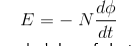 E = − N dϕ/dt